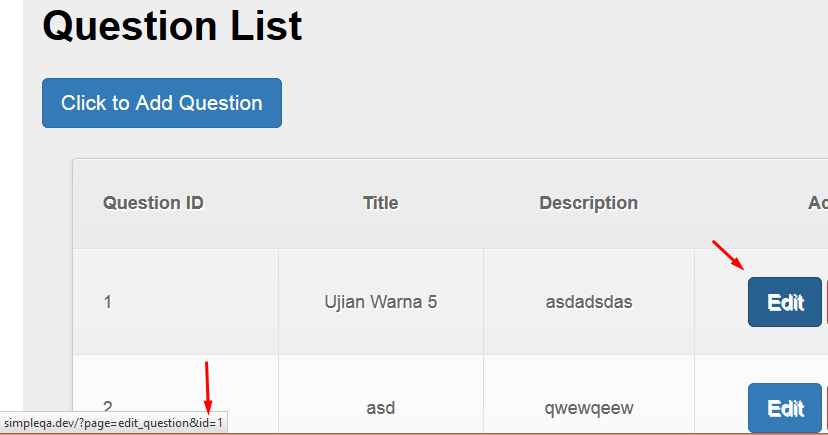 Question List
Click to Add Question
Question ID Title Description Ac
1 Ujian Warna 5 asdadsdas Edit
2 asd qwewqeew Edit
simpleqa.dev/?page=edit_question&id=1